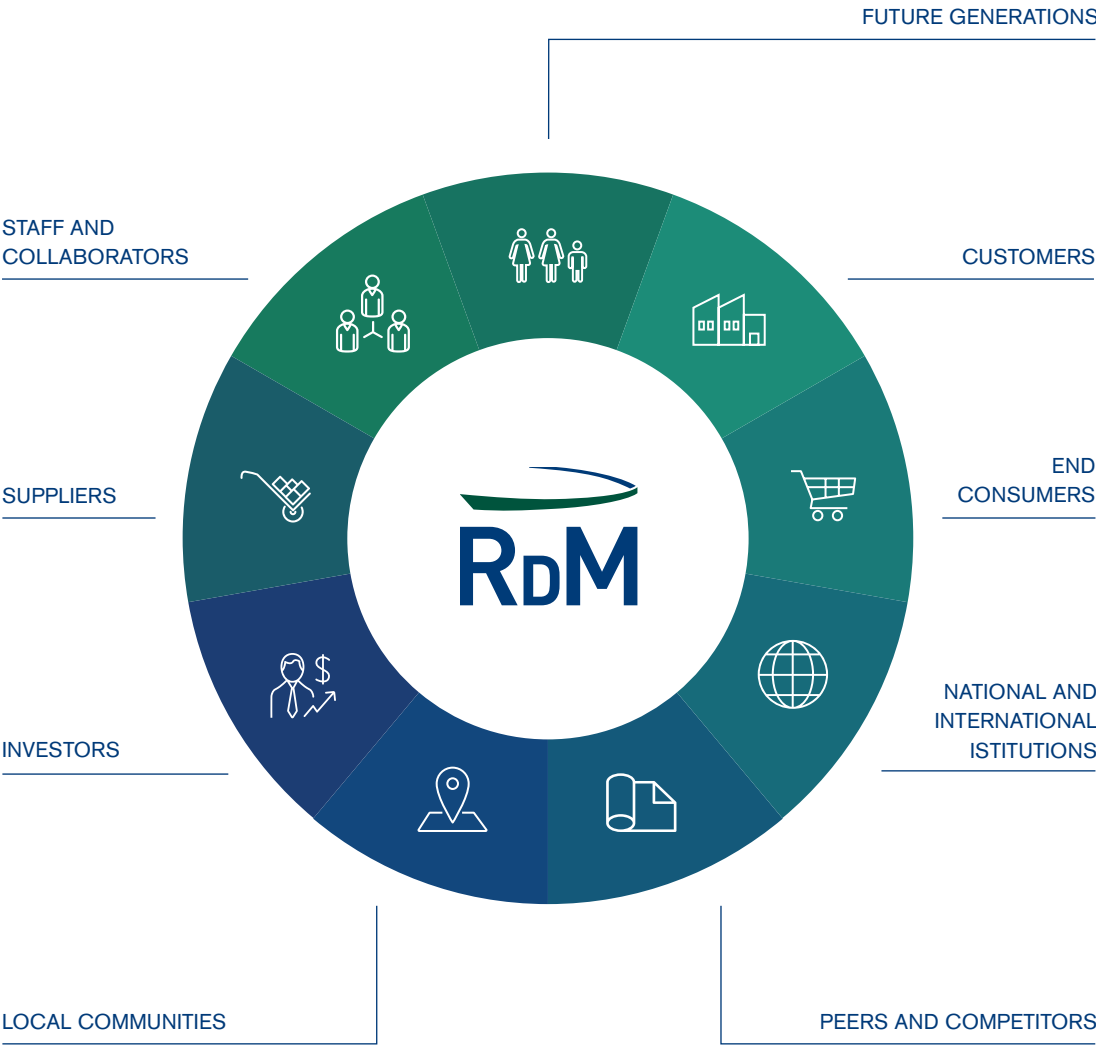 FUTURE GENERATIONS
STAFF AND
COLLABORATORS
CUSTOMERS
SUPPLIERS
END
CONSUMERS
RDM
NATIONAL AND
INTERNATIONAL
ISTITUTIONS
INVESTORS
LOCAL COMMUNITIES
PEERS AND COMPETITORS